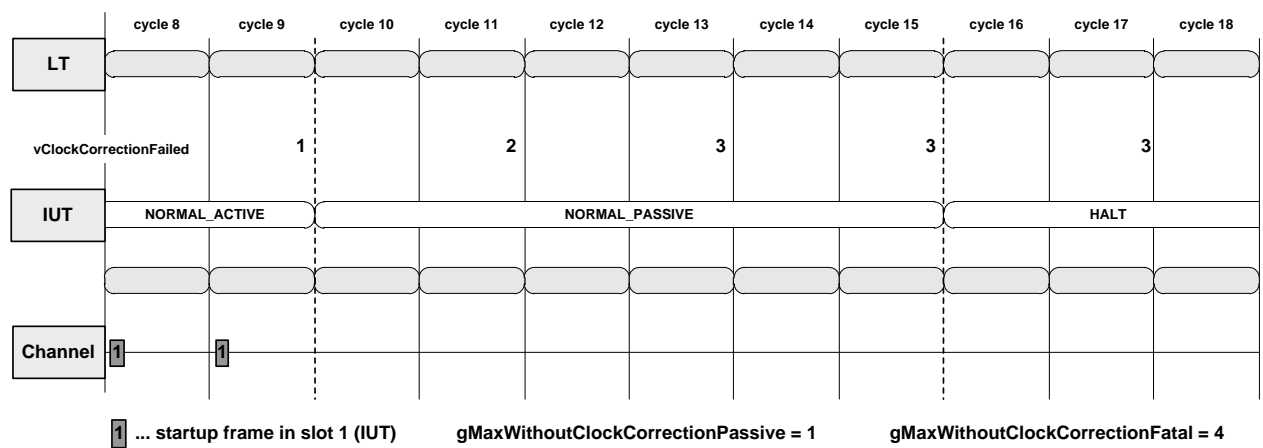 cycle 8 cycle 9 cycle 10 cycle 11 cycle 12 cycle 13 cycle 14 cycle 15 cycle 16 cycle 17 cycle 18
LT
vClockCorrectionFailed 1 2 3 3 3
IUT NORMAL_ACTIVE NORMAL_PASSIVE HALT
Channel 1 1
1 ... startup frame in slot 1 (IUT) gMaxWithoutClockCorrectionPassive = 1 gMaxWithoutClockCorrectionFatal = 4